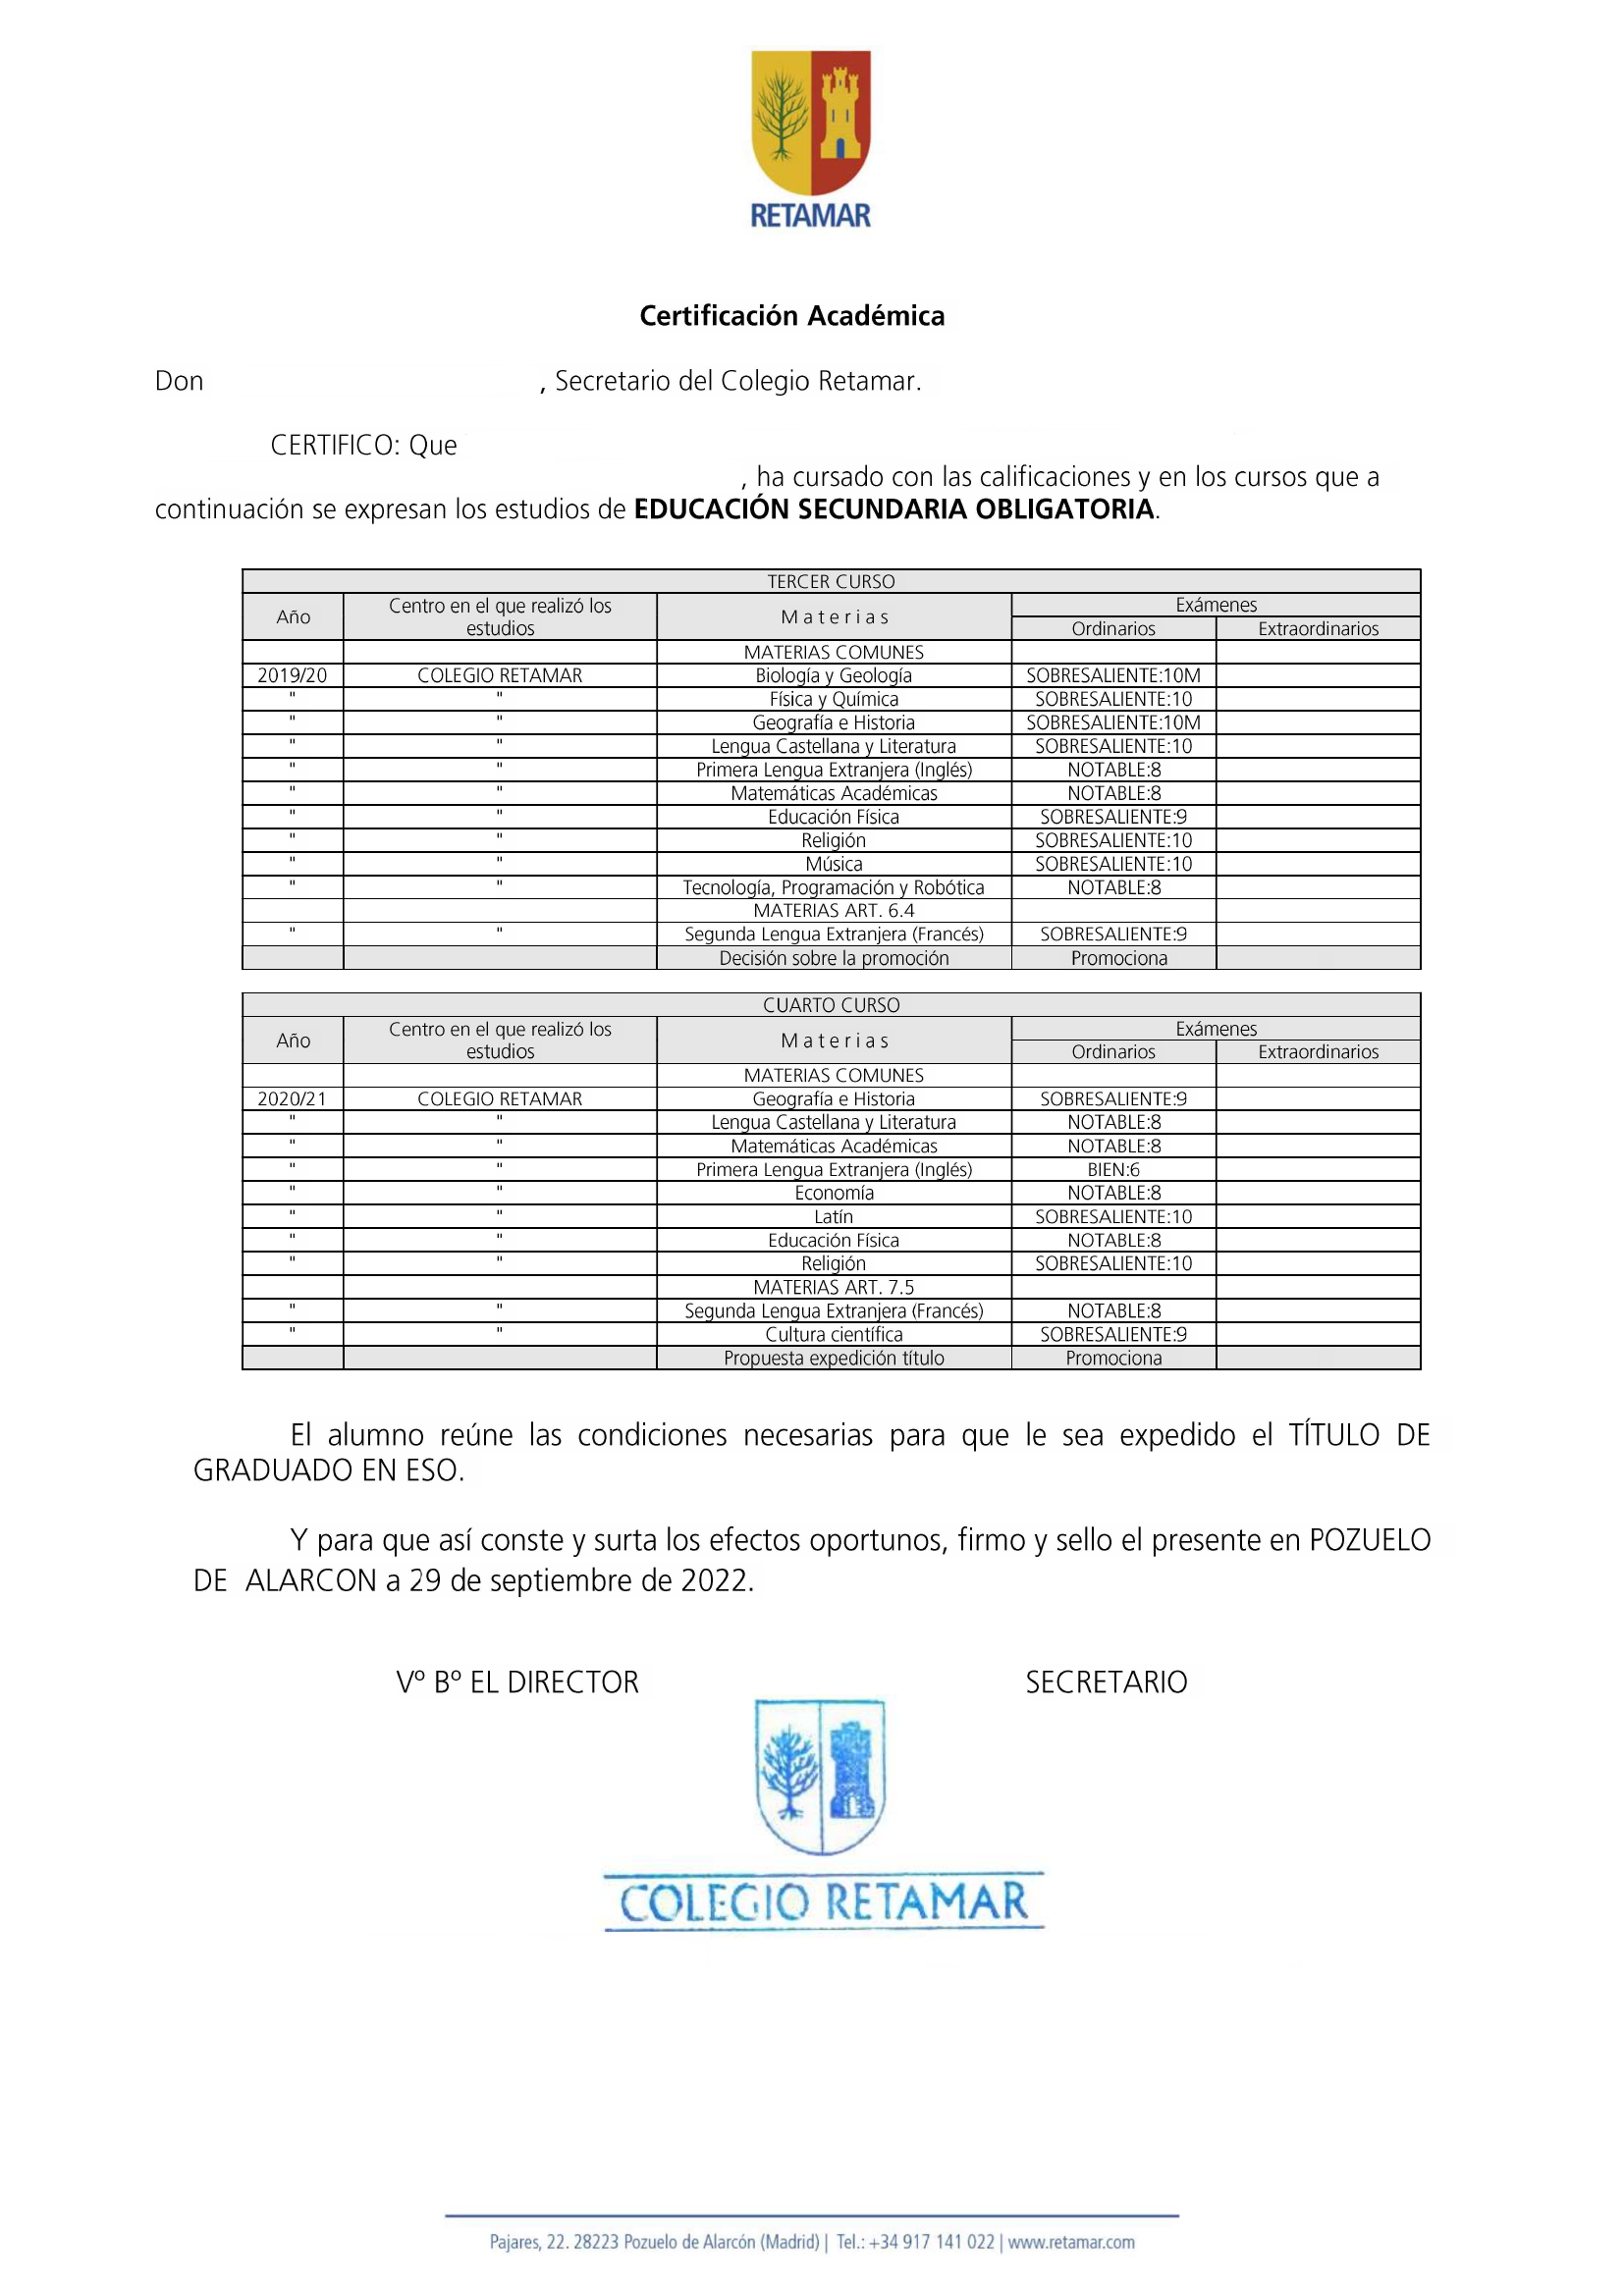 RETAMAR
Certificación Académica
Don , Secretario del Colegio Retamar.
CERTIFICO: Que
, ha cursado con las calificaciones y en los cursos que a
continuación se expresan los estudios de EDUCACIÓN SECUNDARIA OBLIGATORIA.
TERCER CURSO
Año Centro en el que realizó los estudios Materias Exámenes
Ordinarios Extraordinarios
MATERIAS COMUNES
2019/20 COLEGIO RETAMAR Biología y Geología SOBRESALIENTE:10M
" " Física y Química SOBRESALIENTE:10
" " Geografía e Historia SOBRESALIENTE:10M
" " Lengua Castellana y Literatura SOBRESALIENTE:10
" " Primera Lengua Extranjera (Inglés) NOTABLE:8
" " Matemáticas Académicas NOTABLE:8
" " Educación Física SOBRESALIENTE:9
" " Religión SOBRESALIENTE:10
" " Música SOBRESALIENTE:10
" " Tecnología, Programación y Robótica NOTABLE:8
MATERIAS ART. 6.4
" " Segunda Lengua Extranjera (Francés) SOBRESALIENTE:9
Decisión sobre la promoción Promociona
CUARTO CURSO
Año Centro en el que realizó los estudios Materias Exámenes
Ordinarios Extraordinarios
MATERIAS COMUNES
2020/21 COLEGIO RETAMAR Geografía e Historia SOBRESALIENTE:9
" " Lengua Castellana y Literatura NOTABLE:8
" " Matemáticas Académicas NOTABLE:8
" " Primera Lengua Extranjera (Inglés) BIEN:6
" " Economía NOTABLE:8
" " Latín SOBRESALIENTE:10
" " Educación Física NOTABLE:8
" " Religión SOBRESALIENTE:10
MATERIAS ART. 7.5
" " Segunda Lengua Extranjera (Francés) NOTABLE:8
" " Cultura científica SOBRESALIENTE:9
Propuesta expedición título Promociona
El alumno reúne las condiciones necesarias para que le sea expedido el TÍTULO DE
GRADUADO EN ESO.
Y para que así conste y surta los efectos oportunos, firmo y sello el presente en POZUELO
DE ALARCON a 29 de septiembre de 2022.
Vº Bº EL DIRECTOR SECRETARIO
COLEGIO RETAMAR
Pajares, 22. 28223 Pozuelo de Alarcón (Madrid) | Tel.: +34 917 141 022 | www.retamar.com